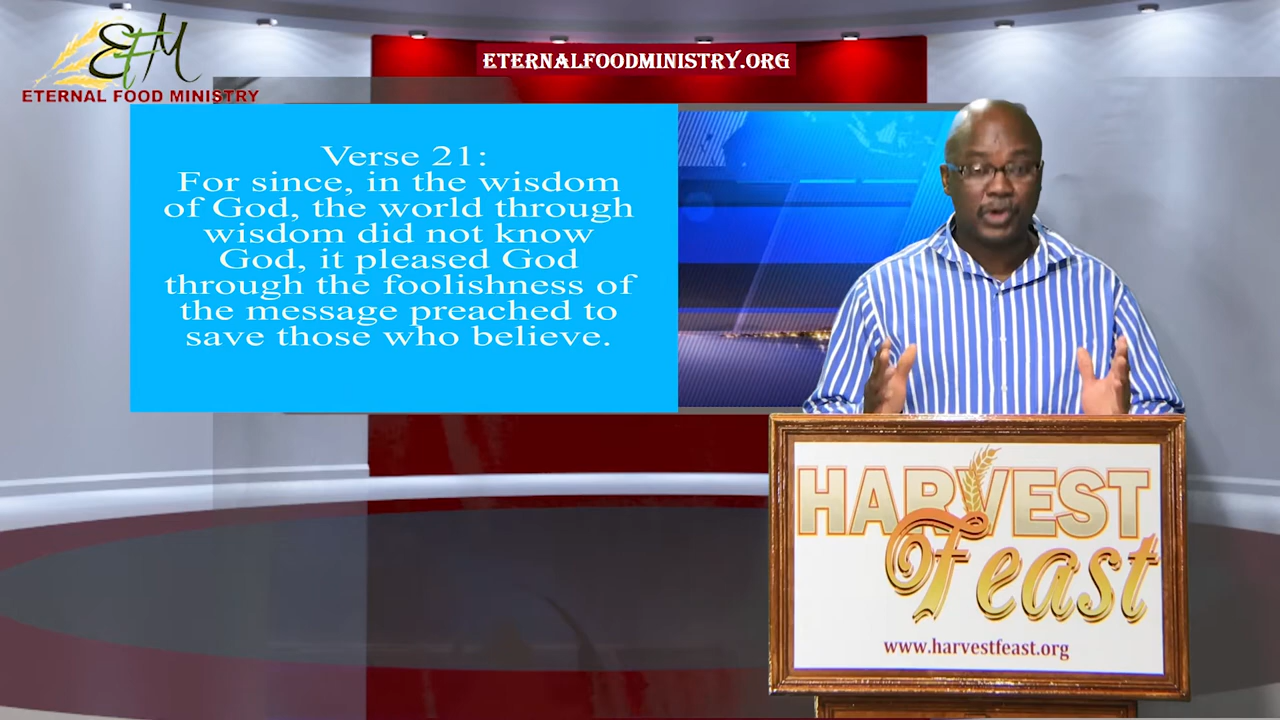 EFM
ETERNAL FOOD MINISTRY
ETERNALFOODMINISTRY.ORG
Verse 21:
For since, in the wisdom
of God, the world through
wisdom did not know
God, it pleased God
through the foolishness of
the message preached to
save those who believe.
HARVEST
Feast
www.harvestfeast.org